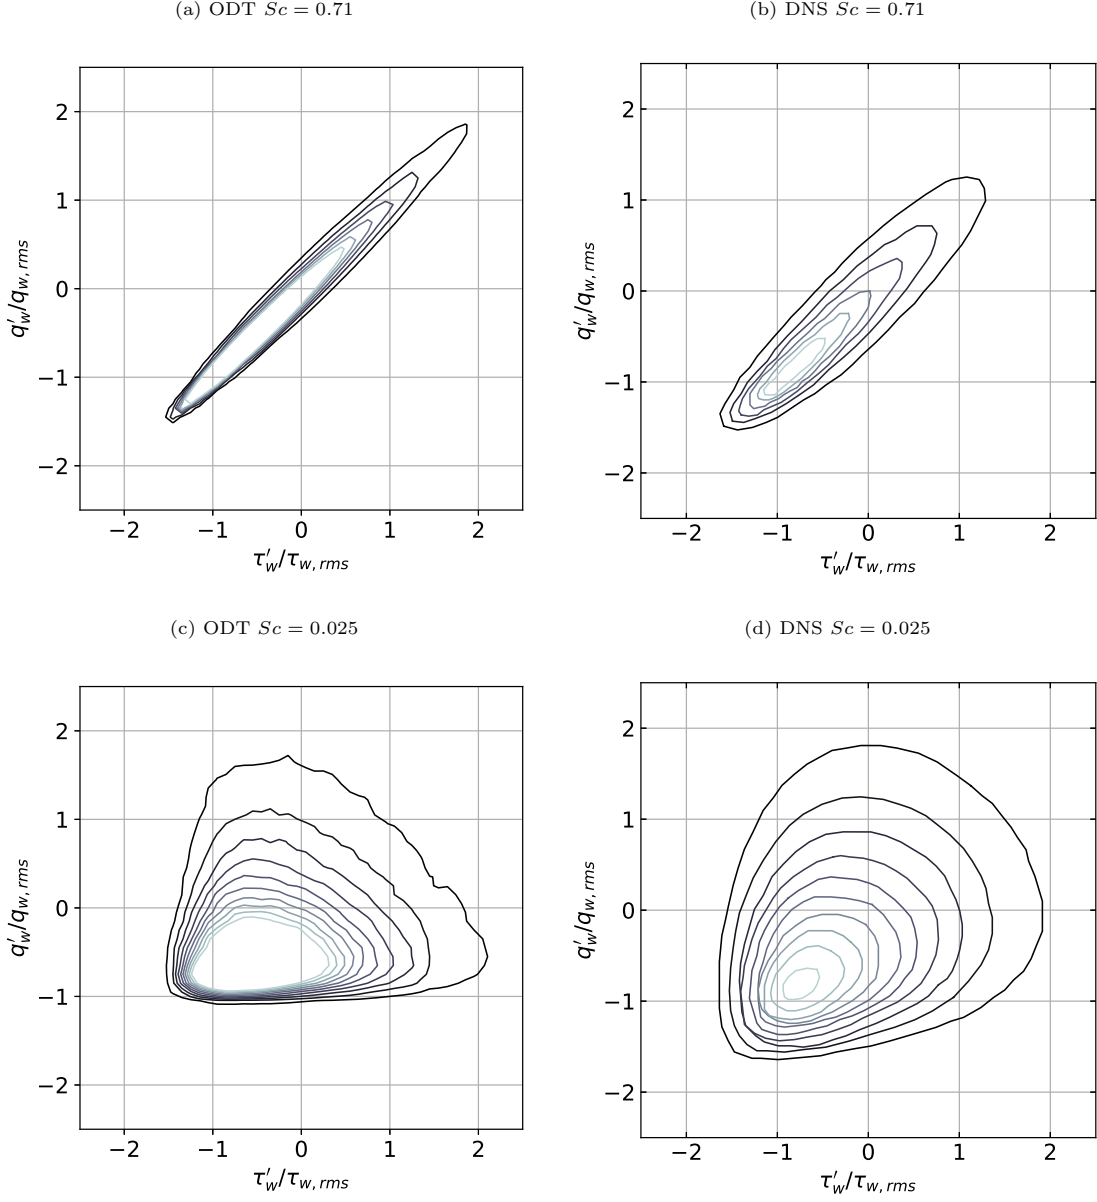 (a) ODT Sc = 0.71
(b) DNS Sc = 0.71
2
1
0
−1
−2
q′w/qw, rms
−2 −1 0 1 2
τ′w/τw, rms
2
1
0
−1
−2
q′w/qw, rms
−2 −1 0 1 2
τ′w/τw, rms
(c) ODT Sc = 0.025
(d) DNS Sc = 0.025
2
1
0
−1
−2
q′w/qw, rms
−2 −1 0 1 2
τ′w/τw, rms
2
1
0
−1
−2
q′w/qw, rms
−2 −1 0 1 2
τ′w/τw, rms